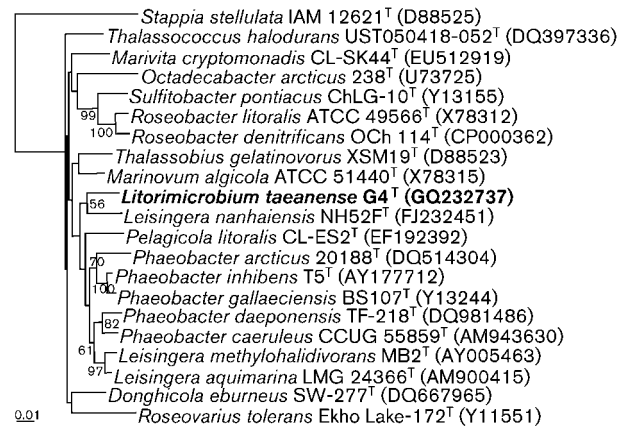 Stappia stellulata IAM 12621T (D88525)
Thalassococcus halodurans UST050418-052T (DQ397336)
Marivita cryptomonadis CL-SK44T (EU512919)
Octadecabacter arcticus 238T (U73725)
Sulfitobacter pontiacus ChLG-10T (Y13155)
99
Roseobacter litoralis ATCC 49566T (X78312)
100
Roseobacter denitrificans OCh 114T (CP000362)
Thalassobius gelatinovorus XSM19T (D88523)
Marinovum algicola ATCC 51440T (X78315)
Litorimicrobium taeanense G4T (GQ232737)
56
Leisingera nanhaiensis NH52FT (FJ232451)
Pelagicola litoralis CL-ES2T (EF192392)
Phaeobacter arcticus 20188T (DQ514304)
70
Phaeobacter inhibens T5T (AY177712)
100
Phaeobacter gallaeciensis BS107T (Y13244)
Phaeobacter daeponensis TF-218T (DQ981486)
82
Phaeobacter caeruleus CCUG 55859T (AM943630)
61
Leisingera methylohalidivorans MB2T (AY005463)
97
Leisingera aquimarina LMG 24366T (AM900415)
Donghicola eburneus SW-277T (DQ667965)
0.01
Roseovarius tolerans Ekho Lake-172T (Y11551)